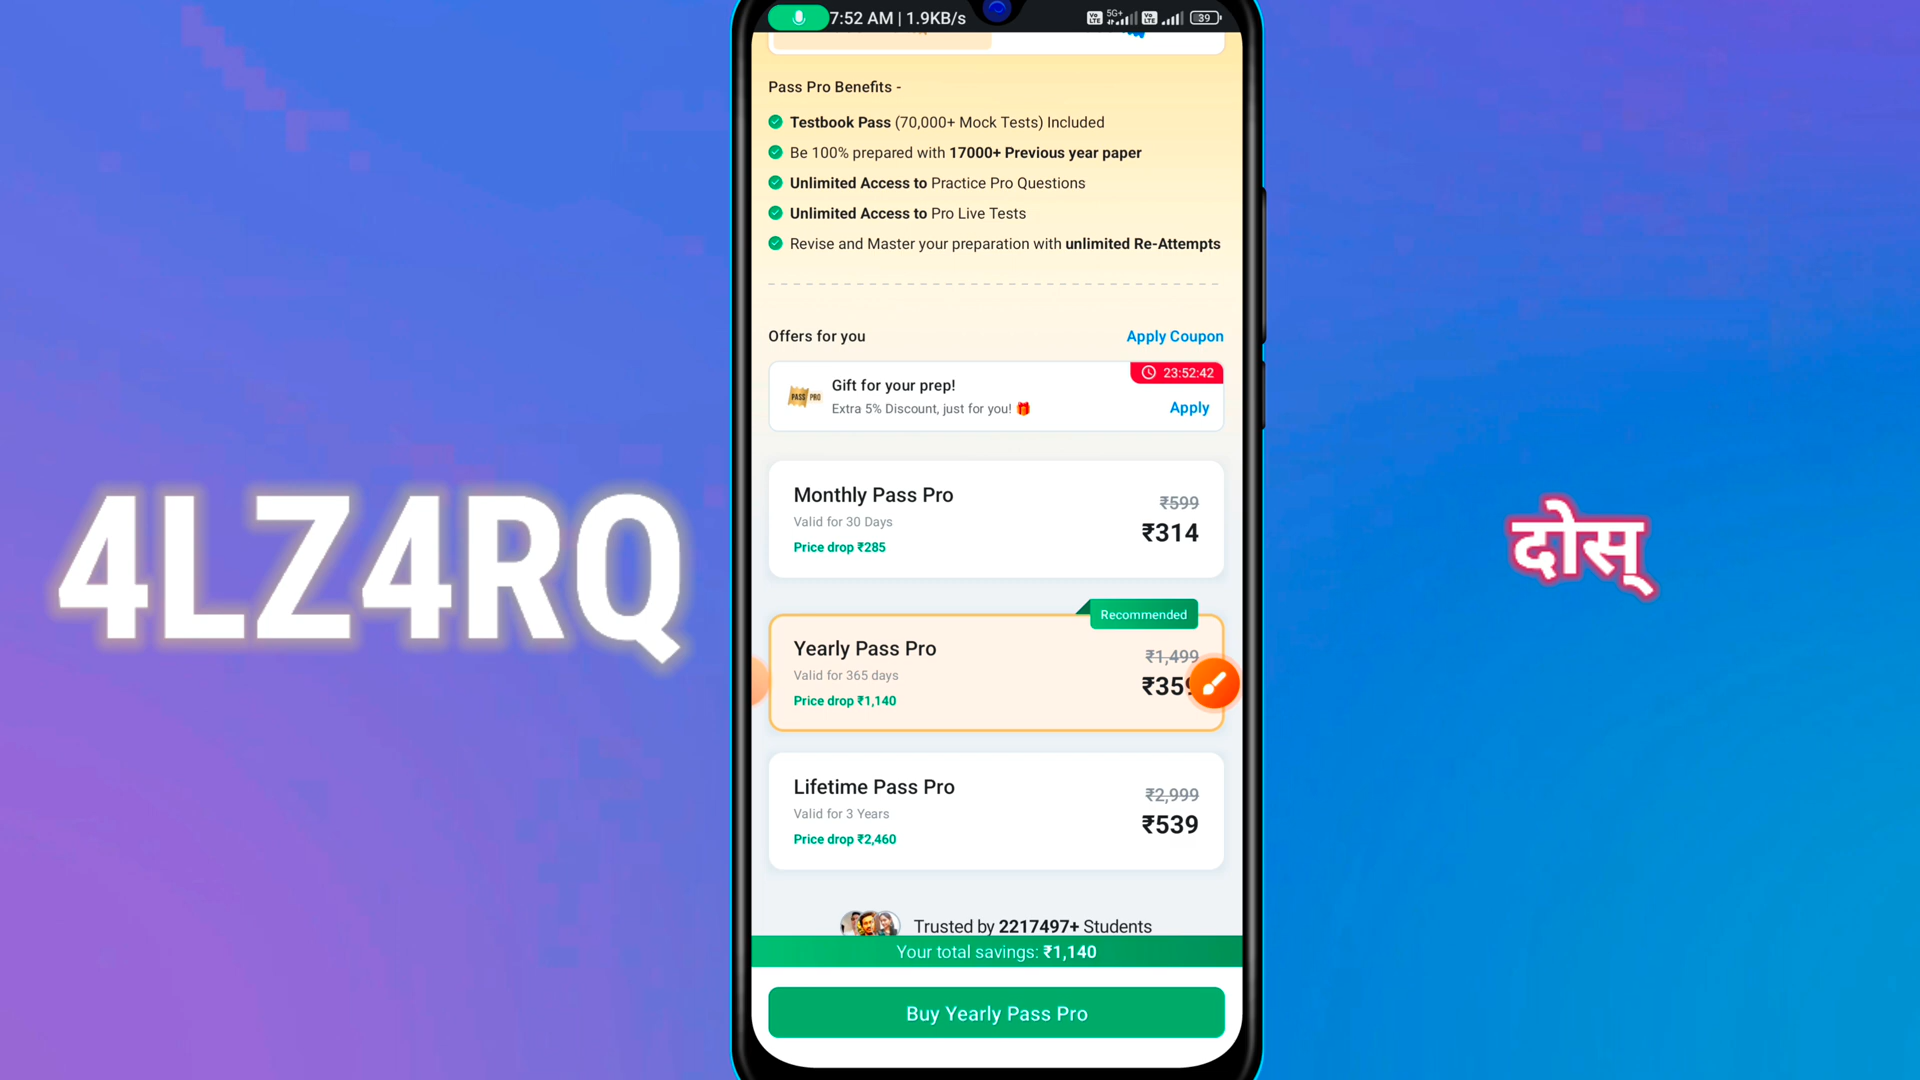 7:52 AM | 1.9KB/s
5G+
39
Pass Pro Benefits -
Testbook Pass (70,000+ Mock Tests) Included
Be 100% prepared with 17000+ Previous year paper
Unlimited Access to Practice Pro Questions
Unlimited Access to Pro Live Tests
Revise and Master your preparation with unlimited Re-Attempts
Offers for you
Apply Coupon
23:52:42
Gift for your prep!
PASS PRO
Extra 5% Discount, just for you!
Apply
Monthly Pass Pro
₹599
Valid for 30 Days
₹314
Price drop ₹285
Recommended
Yearly Pass Pro
₹1,499
Valid for 365 days
₹359
Price drop ₹1,140
Lifetime Pass Pro
₹2,999
Valid for 3 Years
₹539
Price drop ₹2,460
Trusted by 2217497+ Students
Your total savings: ₹1,140
Buy Yearly Pass Pro
4LZ4RQ
दोस्